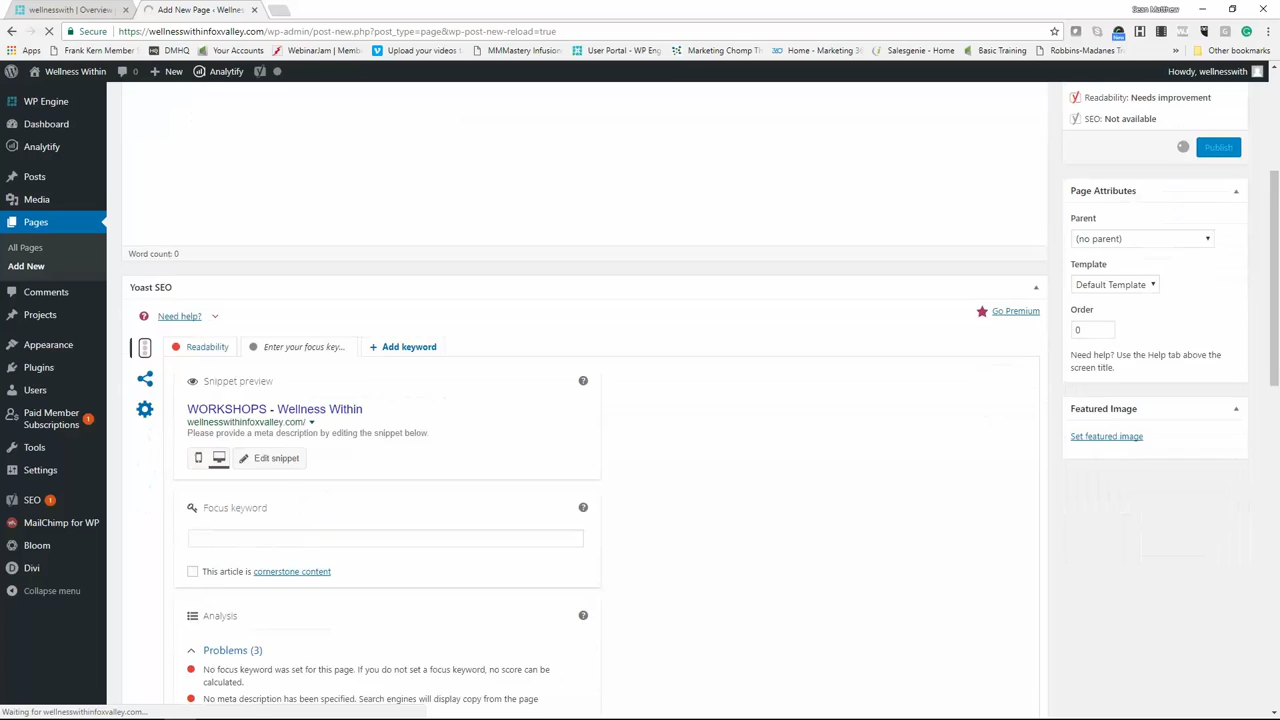 wellnesswith | Overview
Add New Page ‹ Wellnes
Sean Matthew
Secure
https://wellnesswithinfoxvalley.com/wp-admin/post-new.php?post_type=page&wp-post-new-reload=true
Frank Kern Member
DMHQ
Your Accounts
WebinarJam | Memb
Upload your videos
MMMastery Infusion
User Portal - WP Eng
Marketing Chomp Th
Home - Marketing 36
Salesgenie - Home
Basic Training
Robbins-Madanes Tra
»
Other bookmarks
Wellness Within
0
New
Analytify
Howdy, wellnesswith
WP Engine
Dashboard
Analytify
Posts
Media
Pages
All Pages
Add New
Comments
Projects
Appearance
Plugins
Users
Paid Member
Subscriptions
1
Tools
Settings
SEO 1
MailChimp for WP
Bloom
Divi
Collapse menu
Word count: 0
Yoast SEO
Need help?
Go Premium
Readability
Enter your focus key...
+ Add keyword
Snippet preview
WORKSHOPS - Wellness Within
wellnesswithinfoxvalley.com/
Please provide a meta description by editing the snippet below.
Edit snippet
Focus keyword
This article is cornerstone content
Analysis
Problems (3)
No focus keyword was set for this page. If you do not set a focus keyword, no score can be
calculated.
No meta description has been specified. Search engines will display copy from the page
Readability: Needs improvement
SEO: Not available
Publish
Page Attributes
Parent
(no parent)
Template
Default Template
Order
0
Need help? Use the Help tab above the
screen title.
Featured Image
Set featured image
Waiting for wellnesswithinfoxvalley.com...